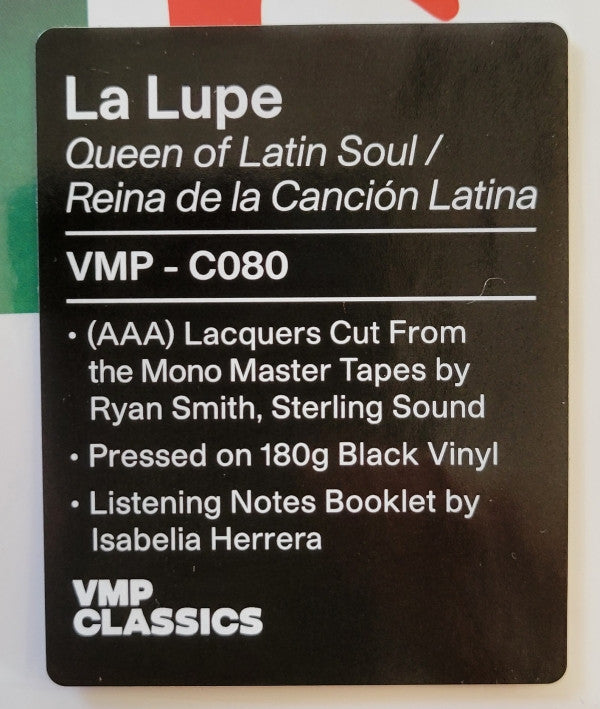 La Lupe
Queen of Latin Soul /
Reina de la Canción Latina
VMP - C080
• (AAA) Lacquers Cut From
the Mono Master Tapes by
Ryan Smith, Sterling Sound
• Pressed on 180g Black Vinyl
• Listening Notes Booklet by
Isabelia Herrera
VMP
CLASSICS